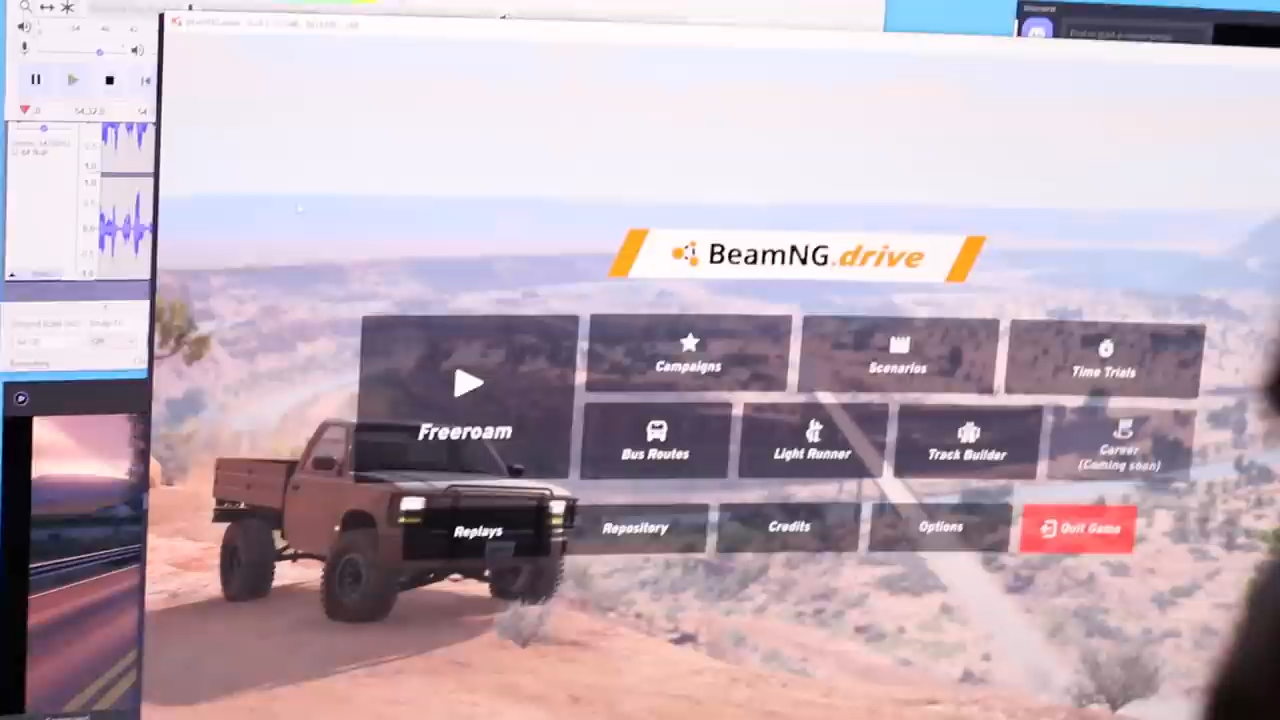 BeamNG.drive
Freeroam
Campaigns
Scenarios
Time Trials
Bus Routes
Light Runner
Track Builder
Career
(Coming soon)
Replays
Repository
Credits
Options
Quit Game